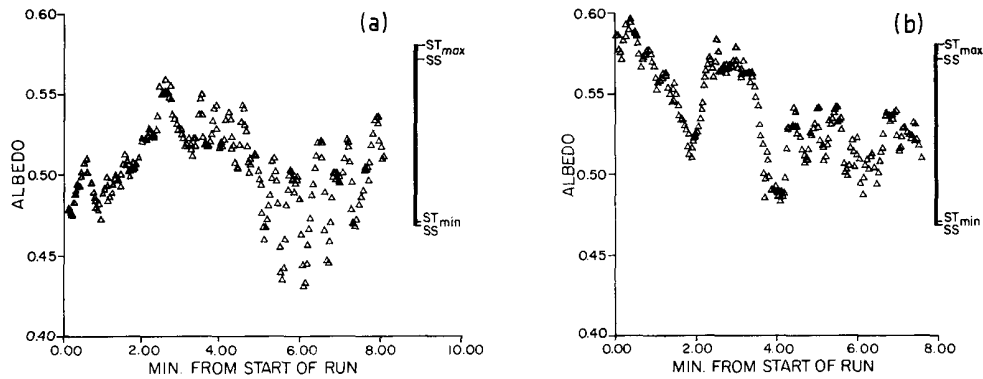 (a)
0.60
0.55
0.50
0.45
0.40
ALBEDO
0.00 2.00 4.00 6.00 8.00 10.00
MIN. FROM START OF RUN
ST max
SS
ST min
SS
(b)
0.60
0.55
0.50
0.45
0.40
ALBEDO
0.00 2.00 4.00 6.00 8.00
MIN. FROM START OF RUN
ST max
SS
ST min
SS